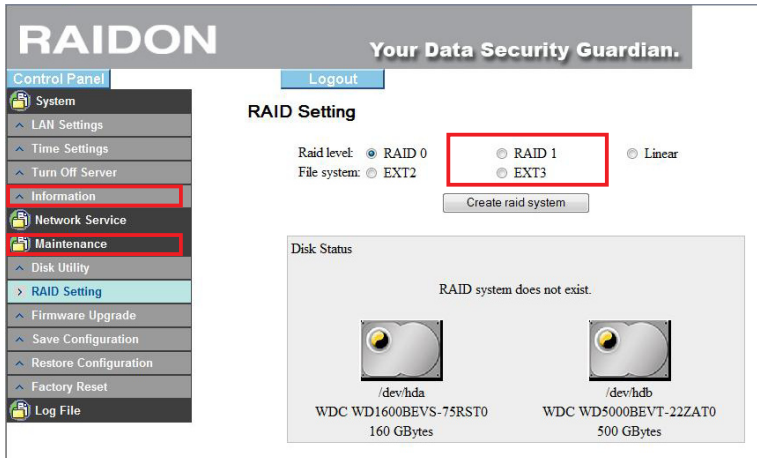 RAIDON
Your Data Security Guardian.
Control Panel
Logout
System
LAN Settings
Time Settings
Turn Off Server
Information
Network Service
Maintenance
Disk Utility
RAID Setting
Firmware Upgrade
Save Configuration
Restore Configuration
Factory Reset
Log File
RAID Setting
Raid level: RAID 0 RAID 1 Linear
File system: EXT2 EXT3
Create raid system
Disk Status
RAID system does not exist.
/dev/hda
WDC WD1600BEVS-75RST0
160 GBytes
/dev/hdb
WDC WD5000BEVT-22ZAT0
500 GBytes